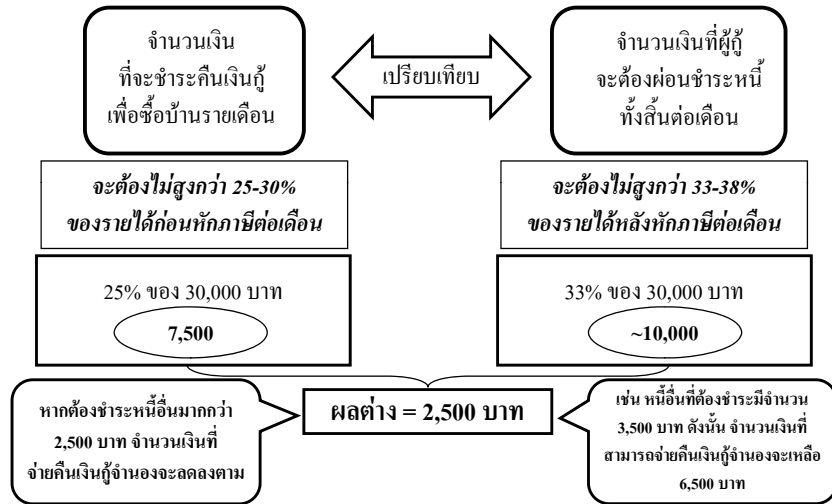 จำนวนเงิน
ที่จะชำระคืนเงินกู้
เพื่อซื้อบ้านรายเดือน
เปรียบเทียบ
จำนวนเงินที่ผู้กู้
จะต้องผ่อนชำระหนี้
ทั้งสิ้นต่อเดือน
จะต้องไม่สูงกว่า 25-30%
ของรายได้ก่อนหักภาษีต่อเดือน
จะต้องไม่สูงกว่า 33-38%
ของรายได้หลังหักภาษีต่อเดือน
25% ของ 30,000 บาท
7,500
33% ของ 30,000 บาท
~10,000
หากต้องชำระหนี้อื่นมากกว่า
2,500 บาท จำนวนเงินที่
จ่ายคืนเงินกู้จำนองจะลดลงตาม
ผลต่าง = 2,500 บาท
เช่น หนี้อื่นที่ต้องชำระมีจำนวน
3,500 บาท ดังนั้น จำนวนเงินที่
สามารถจ่ายคืนเงินกู้จำนองจะเหลือ
6,500 บาท